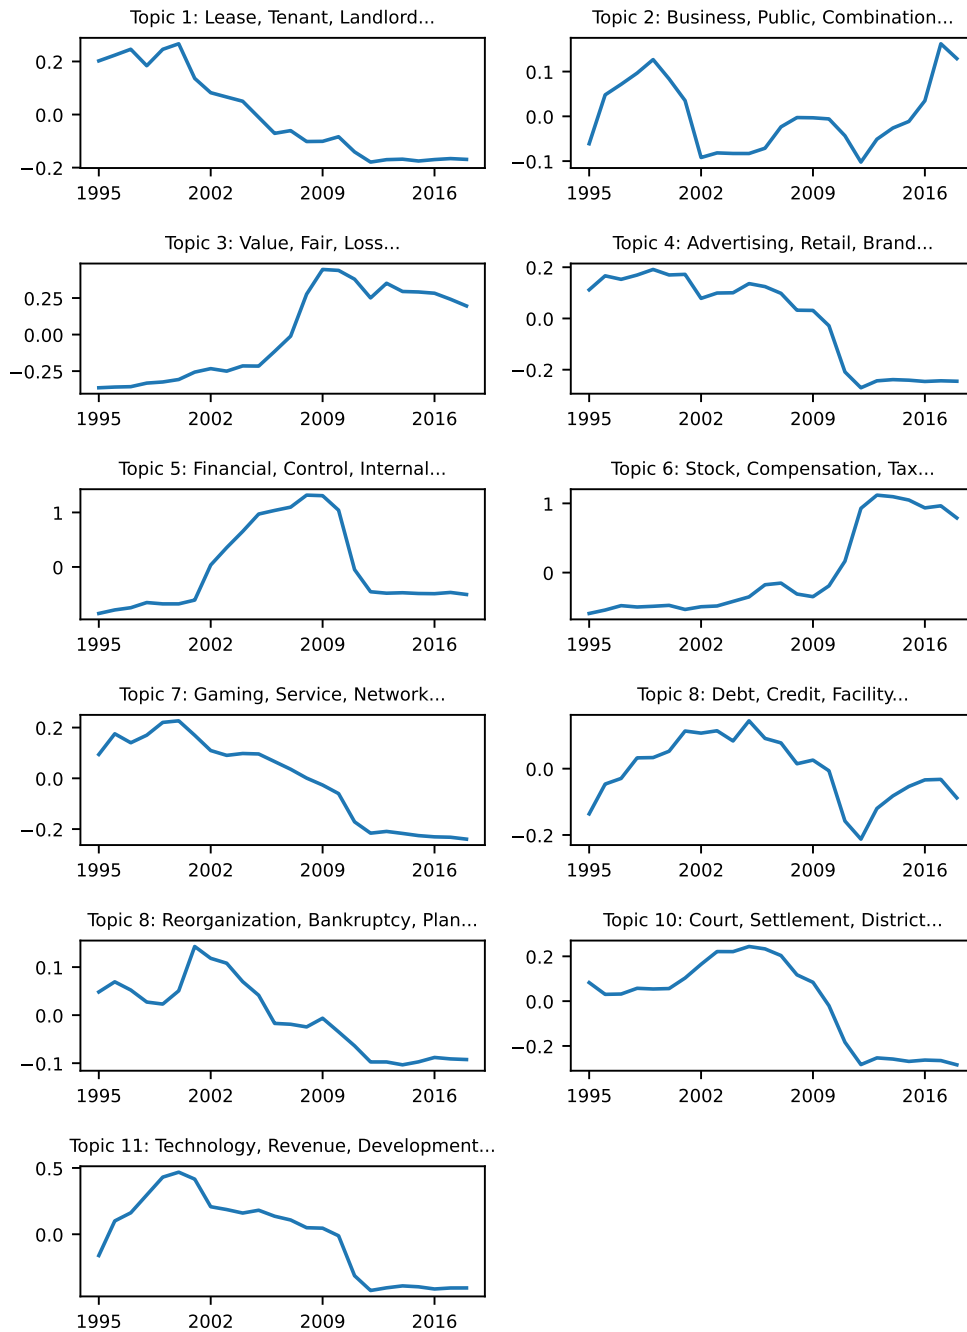 Topic 1: Lease, Tenant, Landlord...
0.2
0.0
−0.2
1995 2002 2009 2016
Topic 2: Business, Public, Combination...
0.1
0.0
−0.1
1995 2002 2009 2016
Topic 3: Value, Fair, Loss...
0.25
0.00
−0.25
1995 2002 2009 2016
Topic 4: Advertising, Retail, Brand...
0.2
0.0
−0.2
1995 2002 2009 2016
Topic 5: Financial, Control, Internal...
1
0
1995 2002 2009 2016
Topic 6: Stock, Compensation, Tax...
1
0
1995 2002 2009 2016
Topic 7: Gaming, Service, Network...
0.2
0.0
−0.2
1995 2002 2009 2016
Topic 8: Debt, Credit, Facility...
0.0
−0.2
1995 2002 2009 2016
Topic 8: Reorganization, Bankruptcy, Plan...
0.1
0.0
−0.1
1995 2002 2009 2016
Topic 10: Court, Settlement, District...
0.2
0.0
−0.2
1995 2002 2009 2016
Topic 11: Technology, Revenue, Development...
0.5
0.0
1995 2002 2009 2016